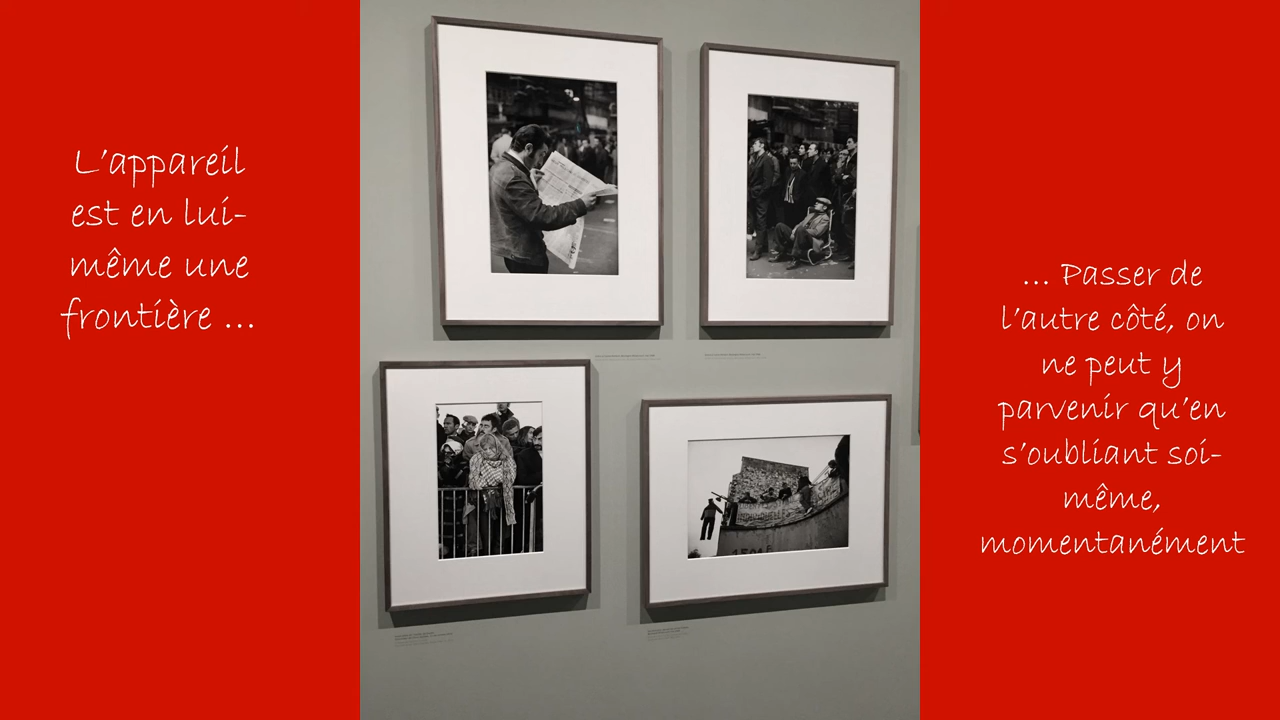 L'appareil
est en lui-
même une
frontière ...
... Passer de
l'autre côté, on
ne peut y
parvenir qu'en
s'oubliant soi-
même,
momentanément